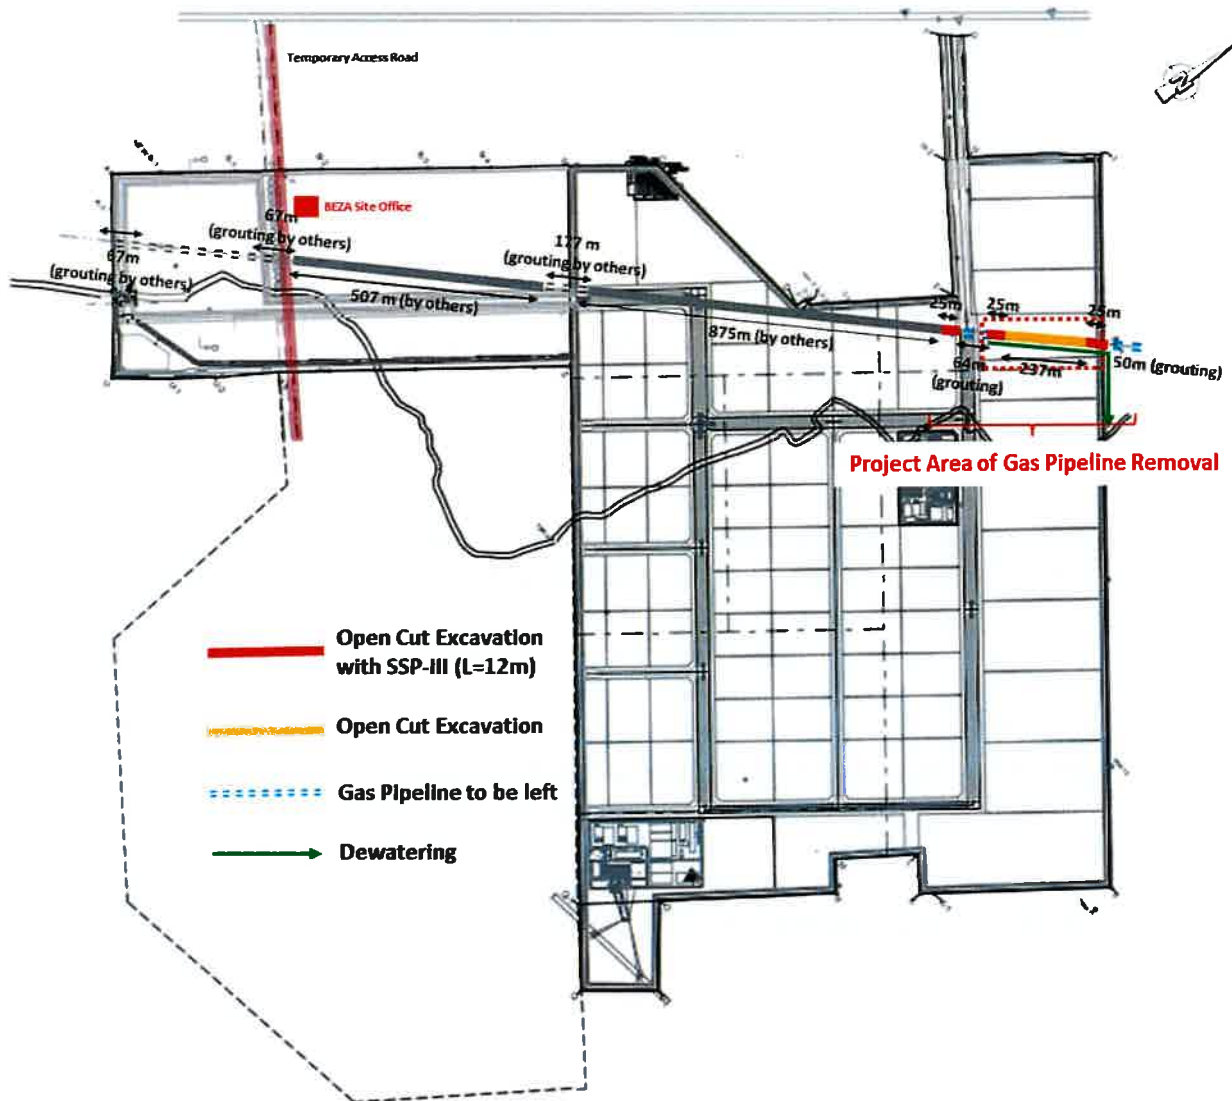 Temporary Access Road
BEZA Site Office
67m
(grouting by others)
177 m
(grouting by others)
67m
(grouting by others)
507 m (by others)
875m (by others)
25m
25m
25m
64m
(grouting)
237m
50m (grouting)
Project Area of Gas Pipeline Removal
Open Cut Excavation
with SSP-III (L=12m)
Open Cut Excavation
Gas Pipeline to be left
Dewatering